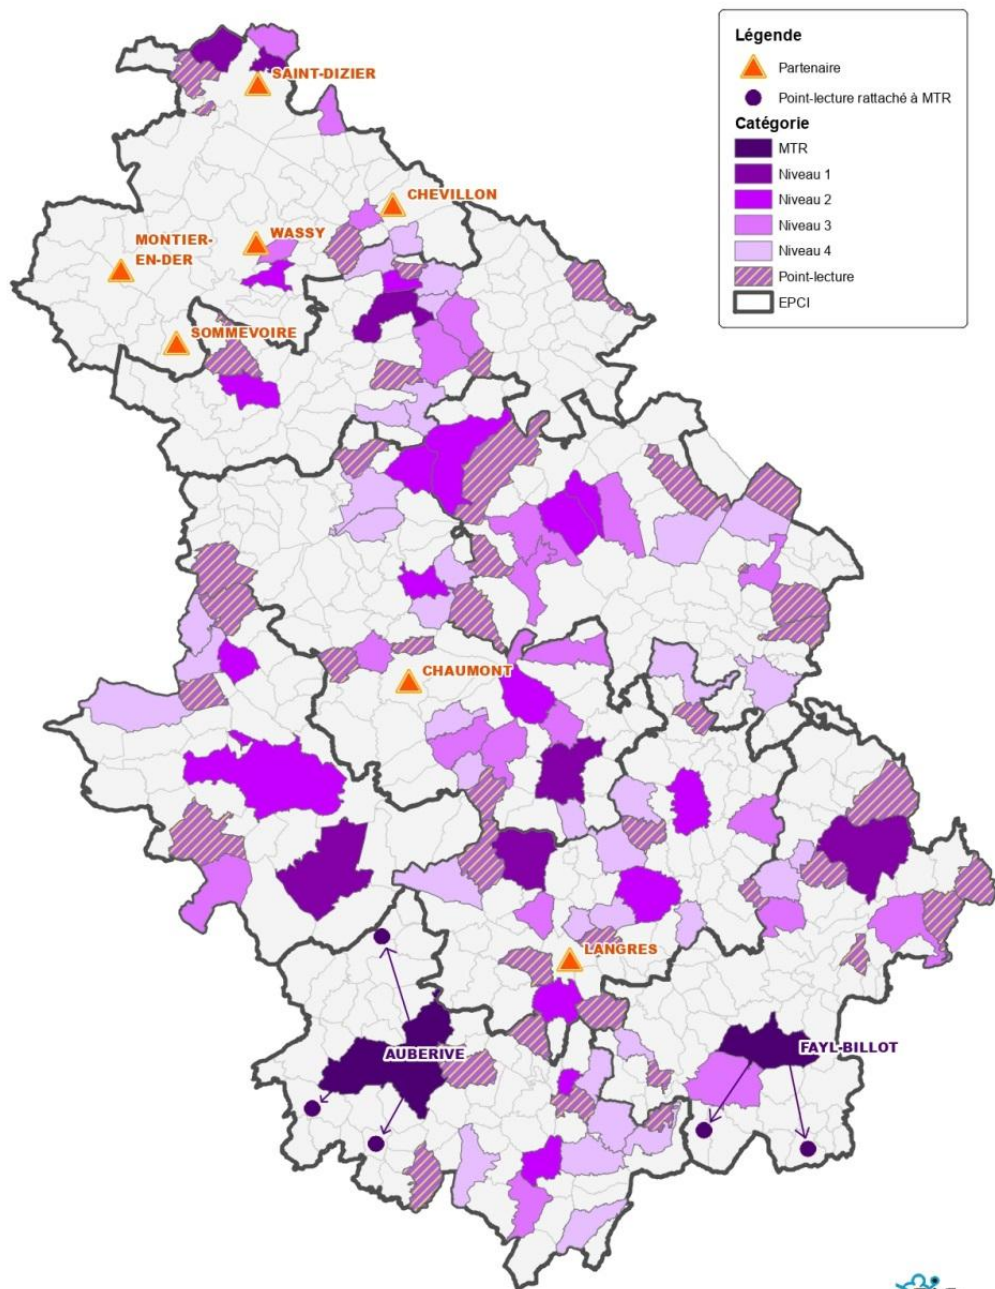 Légende
Partenaire
Point-lecture rattaché à MTR
Catégorie
MTR
Niveau 1
Niveau 2
Niveau 3
Niveau 4
Point-lecture
EPCI
SAINT-DIZIER
CHEVILLON
WASSY
MONTIER-
EN-DER
SOMMEVOIRE
CHAUMONT
LANGRES
AUBERIVE
FAYL-BILLOT